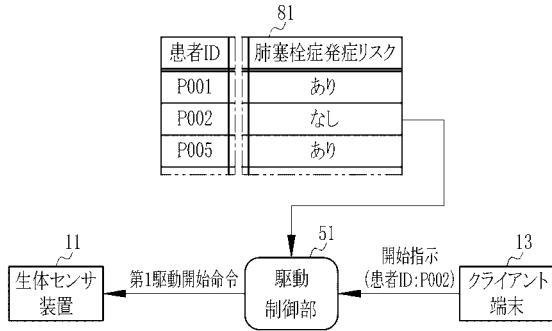 81
患者ID 肺塞栓症発症リスク
P001 あり
P002 なし
P005 あり
11
生体センサ
装置
第1駆動開始命令
51
駆動
制御部
開始指示
(患者ID:P002)
13
クライアント
端末